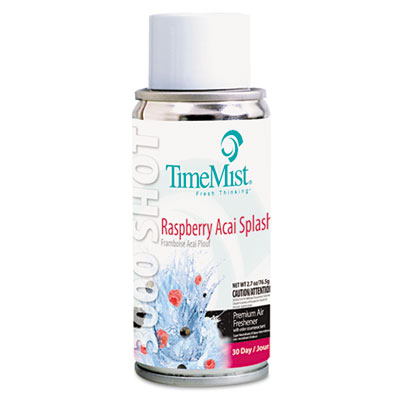 TimeMist
Fresh Thinking
Raspberry Acai Splash
Framboise Acai Plouf
3000 SHOT
NET WT 2.7 oz/76.5g
CAUTION/ATTENTION
Premium Air
Freshener
30 Day / Jours